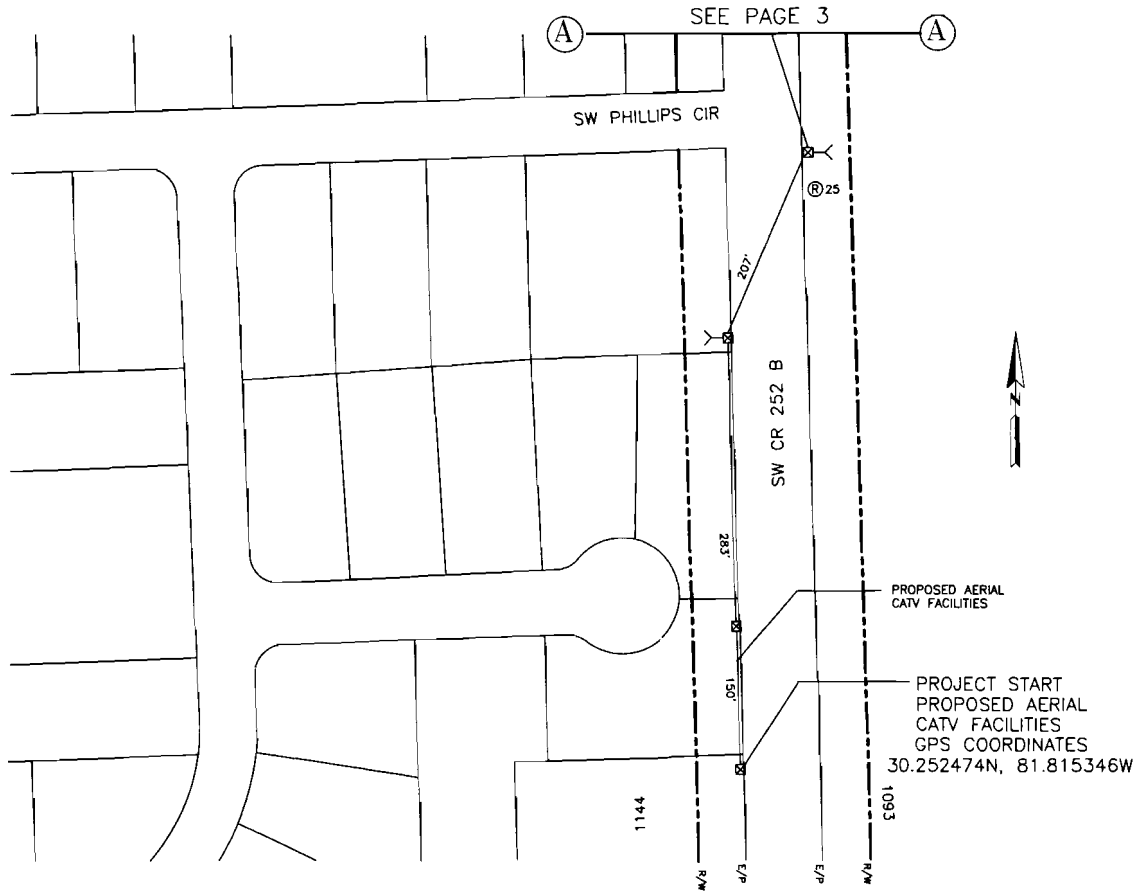 SEE PAGE 3
A
A
SW PHILLIPS CIR
R 25
207'
SW CR 252 B
N
283'
PROPOSED AERIAL
CATV FACILITIES
150'
PROJECT START
PROPOSED AERIAL
CATV FACILITIES
GPS COORDINATES
30.252474N, 81.815346W
1144
1093
R/W
E/P
E/P
R/W